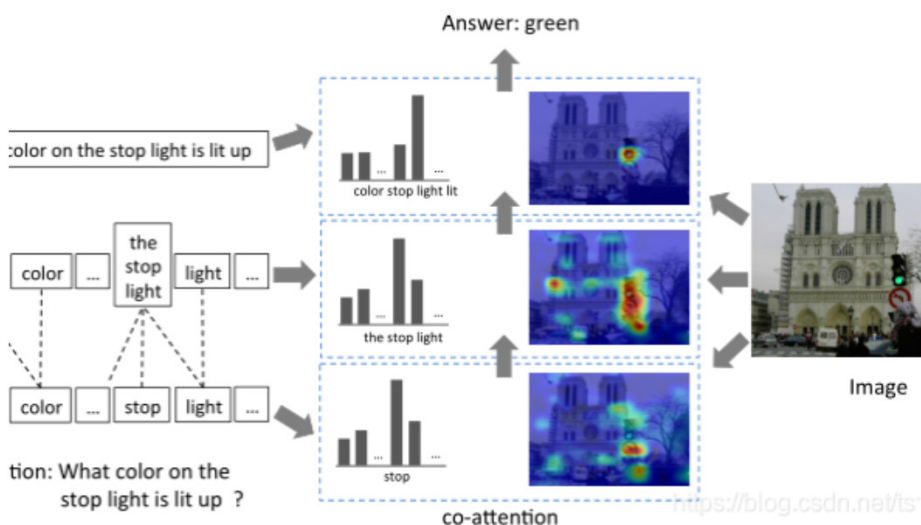 Answer: green
color on the stop light is lit up
...
...
color stop light lit
color
...
the
stop
light
light
...
...
...
the stop light
color
...
stop
light
...
...
...
stop
Image
tion: What color on the
stop light is lit up ?
co-attention
https://blog.csdn.net/ts